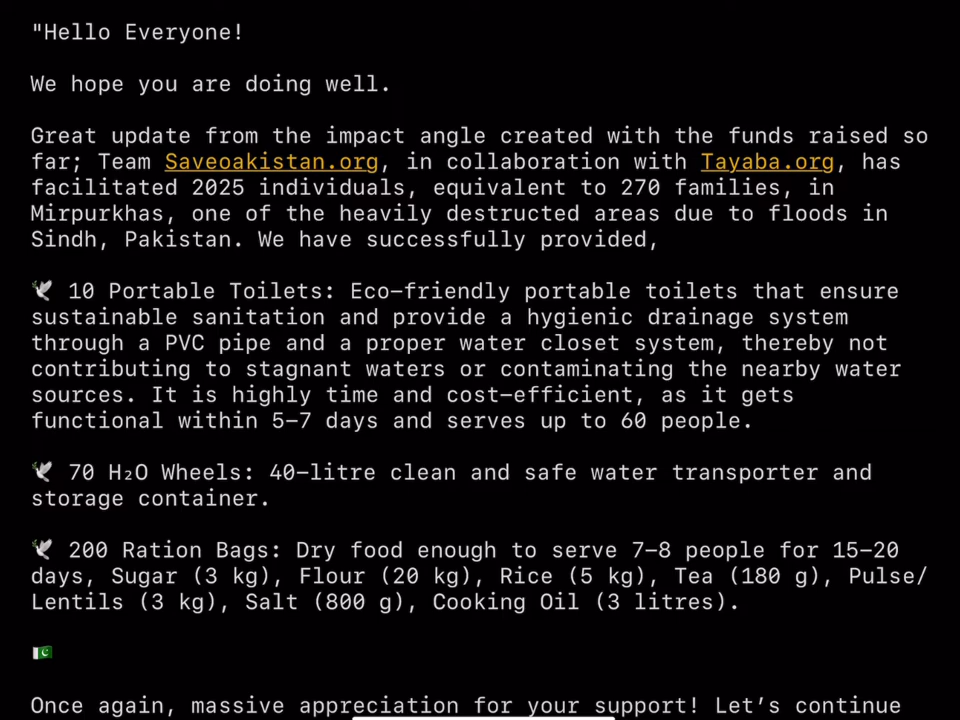 "Hello Everyone!
We hope you are doing well.
Great update from the impact angle created with the funds raised so
far; Team Saveoakistan.org, in collaboration with Tayaba.org, has
facilitated 2025 individuals, equivalent to 270 families, in
Mirpurkhas, one of the heavily destructed areas due to floods in
Sindh, Pakistan. We have successfully provided,
🕊 10 Portable Toilets: Eco-friendly portable toilets that ensure
sustainable sanitation and provide a hygienic drainage system
through a PVC pipe and a proper water closet system, thereby not
contributing to stagnant waters or contaminating the nearby water
sources. It is highly time and cost-efficient, as it gets
functional within 5-7 days and serves up to 60 people.
🕊 70 H₂O Wheels: 40-litre clean and safe water transporter and
storage container.
🕊 200 Ration Bags: Dry food enough to serve 7-8 people for 15-20
days, Sugar (3 kg), Flour (20 kg), Rice (5 kg), Tea (180 g), Pulse/
Lentils (3 kg), Salt (800 g), Cooking Oil (3 litres).
🇵🇰
Once again, massive appreciation for your support! Let’s continue